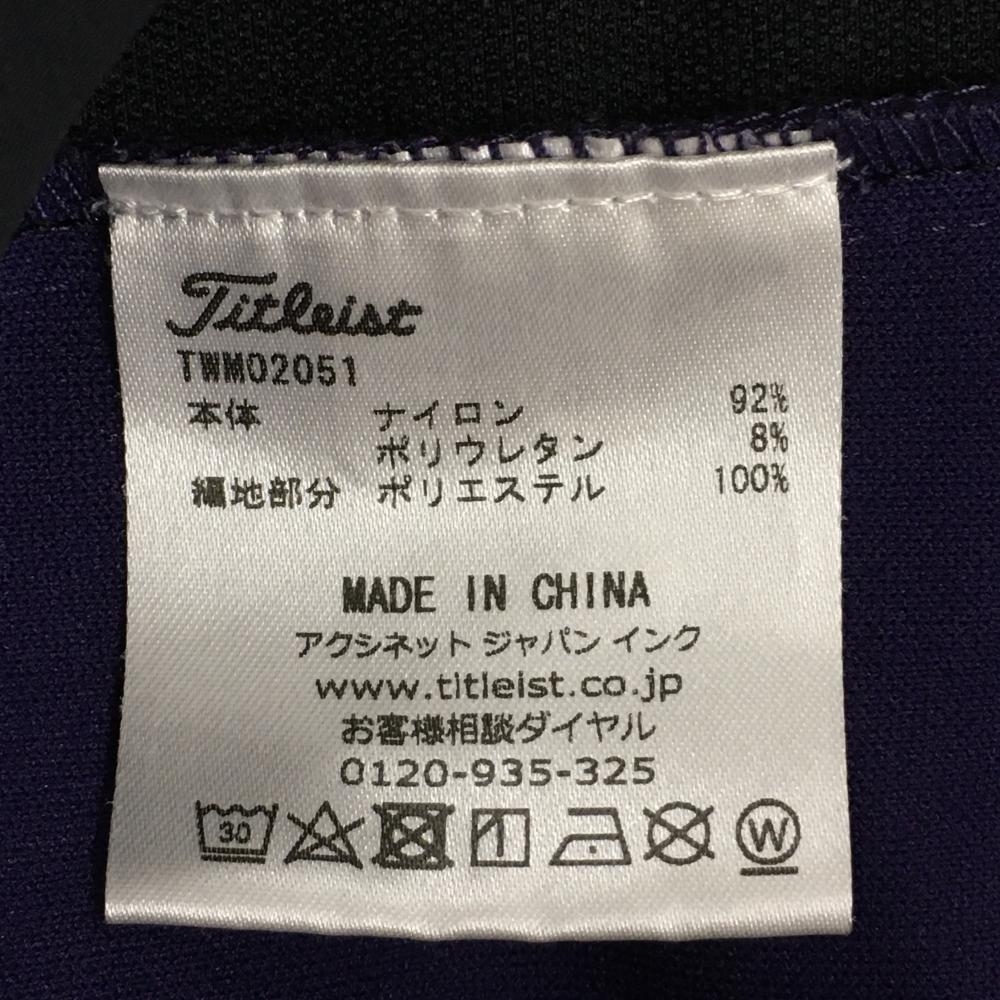 Titleist
TWM02051
本体 ナイロン 92%
ポリウレタン 8%
編地部分 ポリエステル 100%
MADE IN CHINA
アクシネット ジャパン インク
www.titleist.co.jp
お客様相談ダイヤル
0120-935-325
30 W